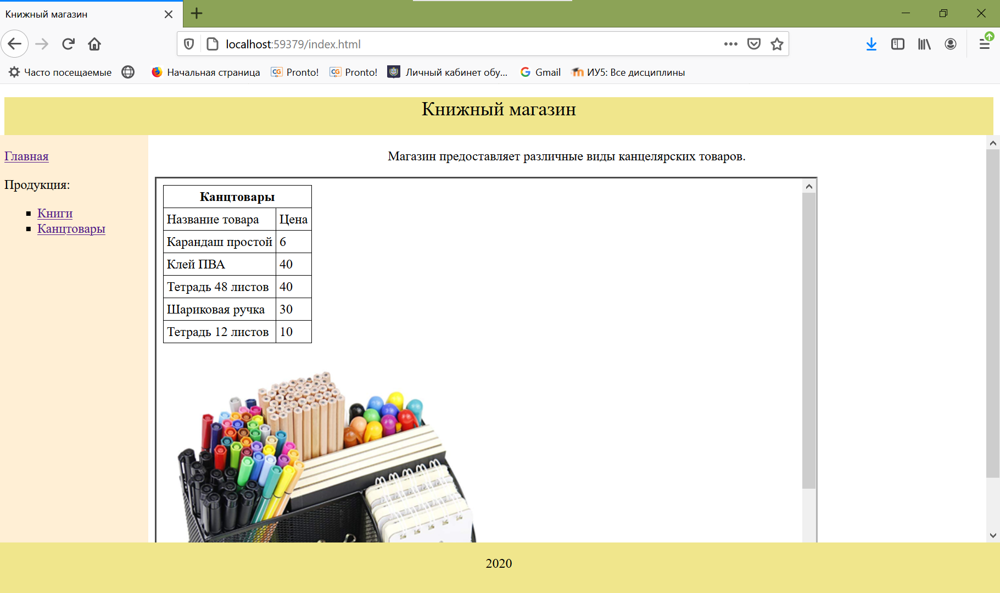 Книжный магазин
localhost:59379/index.html
Часто посещаемые Начальная страница Pronto! Pronto! Личный кабинет обу... Gmail ИУ5: Все дисциплины
Книжный магазин
Главная
Продукция:
Книги
Канцтовары
Магазин предоставляет различные виды канцелярских товаров.
Канцтовары
Название товара Цена
Карандаш простой 6
Клей ПВА 40
Тетрадь 48 листов 40
Шариковая ручка 30
Тетрадь 12 листов 10
2020